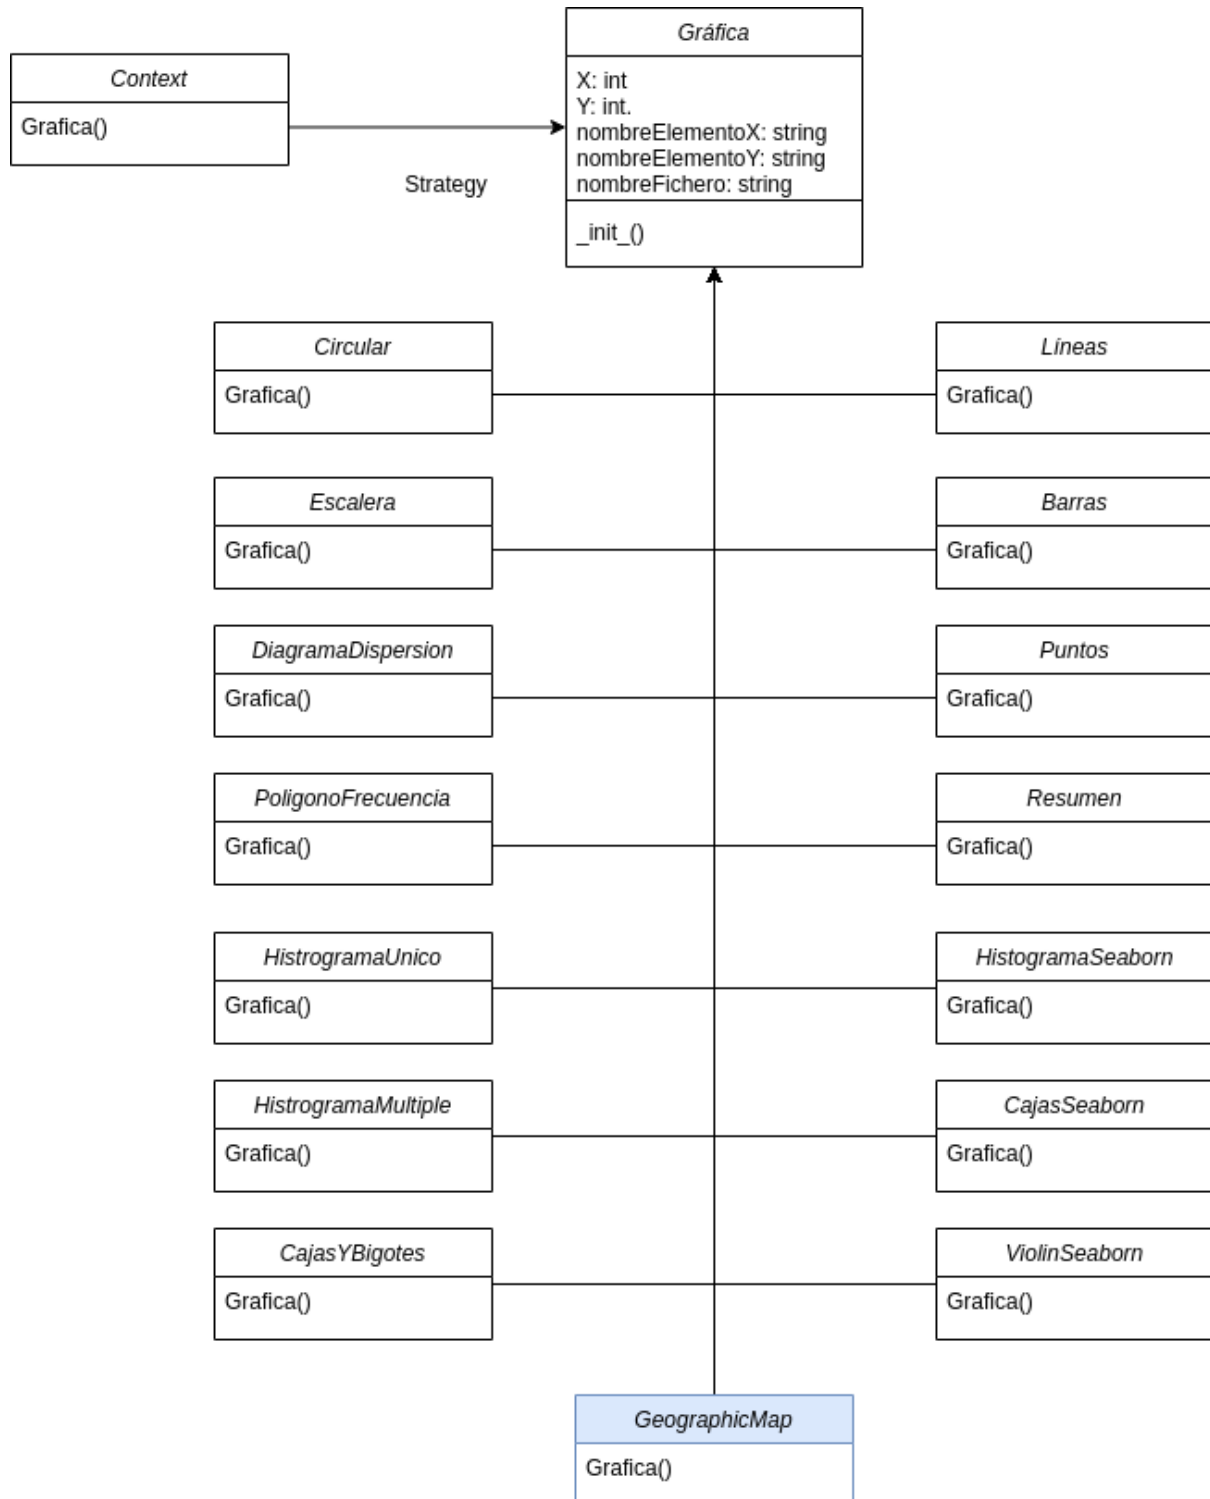 Gráfica
X: int
Y: int.
nombreElementoX: string
nombreElementoY: string
nombreFichero: string
_init_()
Context
Grafica()
Strategy
Circular
Grafica()
Líneas
Grafica()
Escalera
Grafica()
Barras
Grafica()
DiagramaDispersion
Grafica()
Puntos
Grafica()
PoligonoFrecuencia
Grafica()
Resumen
Grafica()
HistrogramaUnico
Grafica()
HistogramaSeaborn
Grafica()
HistrogramaMultiple
Grafica()
CajasSeaborn
Grafica()
CajasYBigotes
Grafica()
ViolinSeaborn
Grafica()
GeographicMap
Grafica()